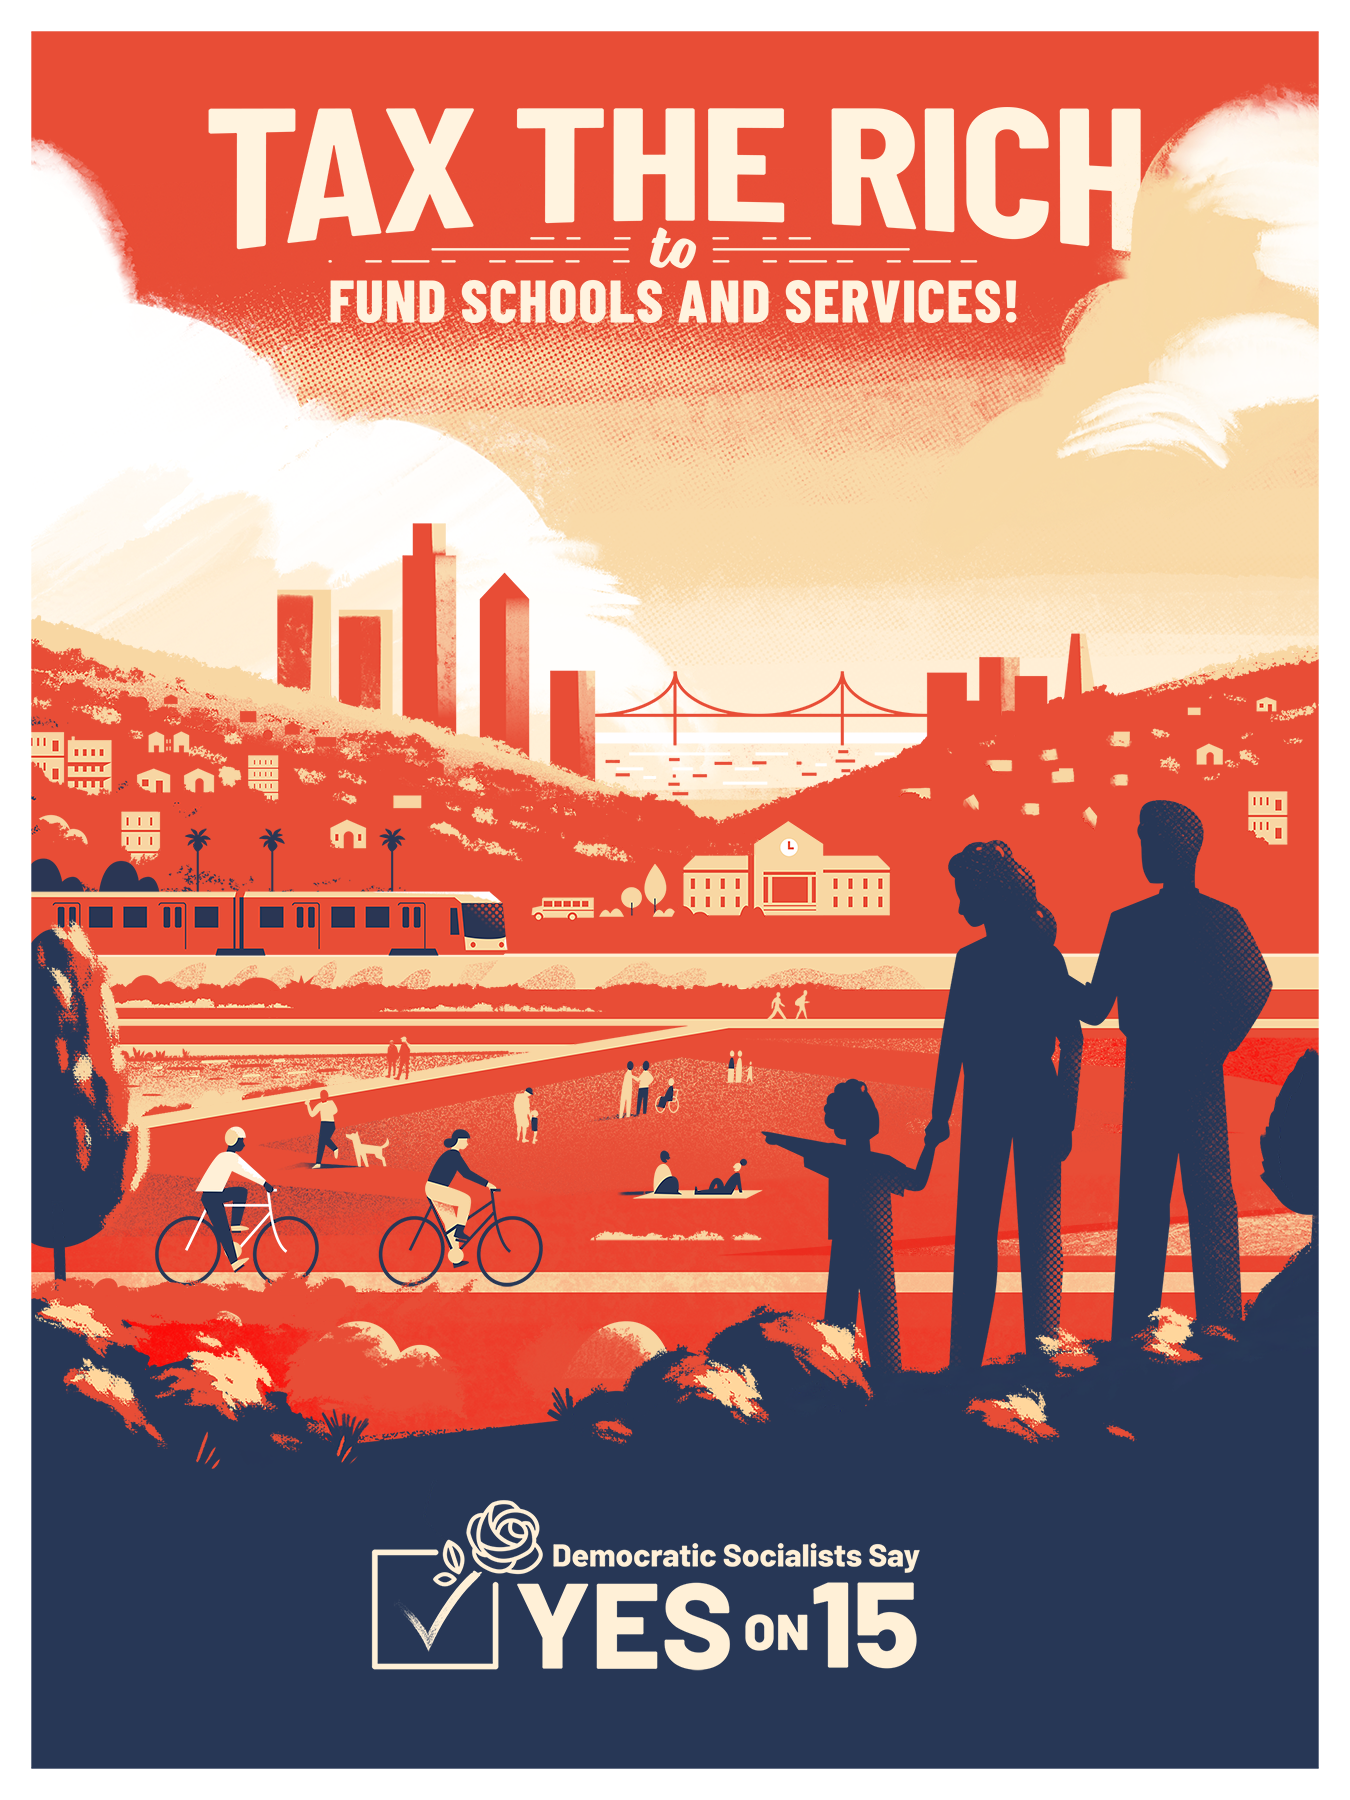 TAX THE RICH
to
FUND SCHOOLS AND SERVICES!
Democratic Socialists Say
YES ON 15